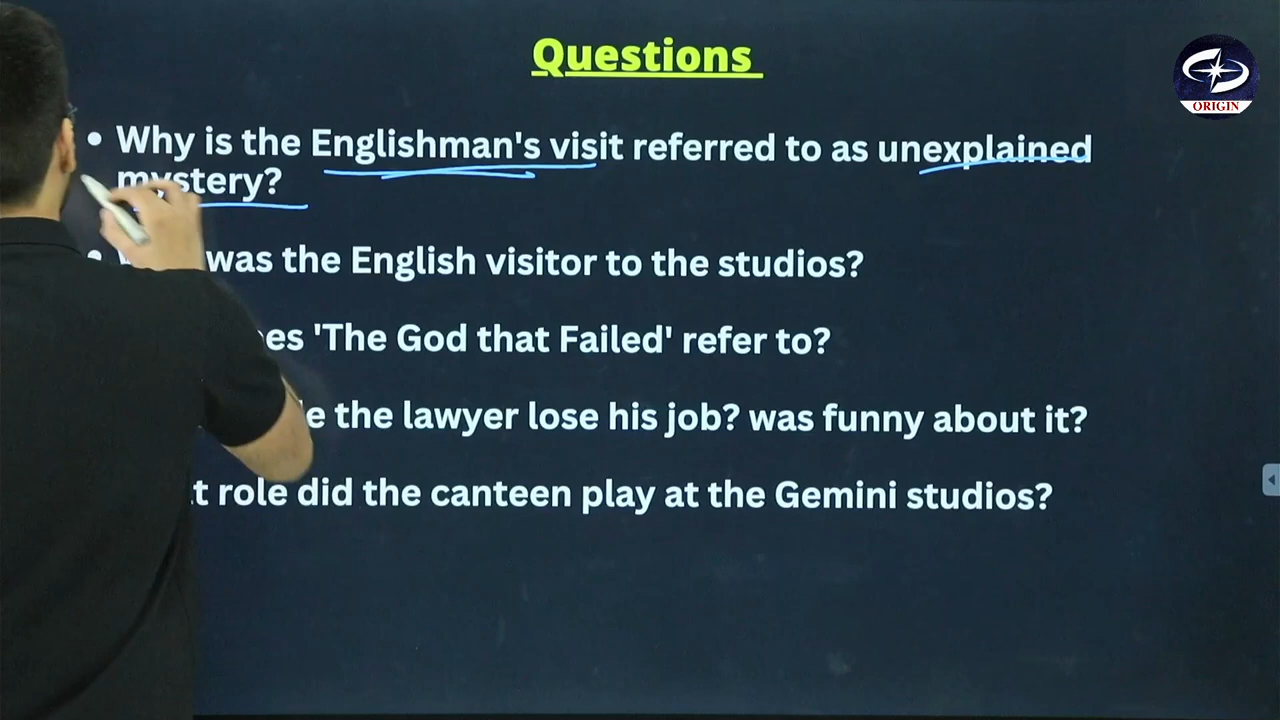 Questions
ORIGIN
• Why is the Englishman's visit referred to as unexplained
mystery?
• was the English visitor to the studios?
'The God that Failed' refer to?
the lawyer lose his job? was funny about it?
role did the canteen play at the Gemini studios?